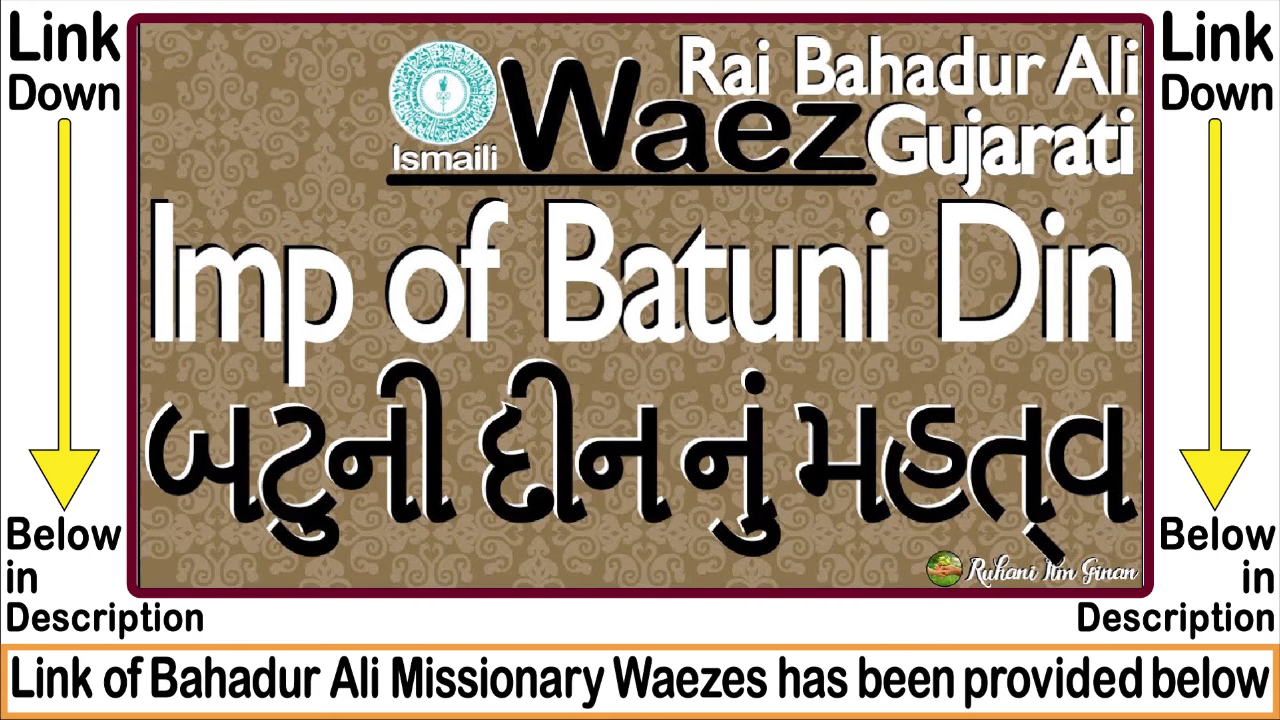 Link
Down
Rai Bahadur Ali
Ismaili
Waez
Gujarati
Link
Down
Imp of Batuni Din
બટુની દીન નું મહત્‌વ
Ruhani Ilm Ginan
Below
in
Description
Below
in
Description
Link of Bahadur Ali Missionary Waezes has been provided below